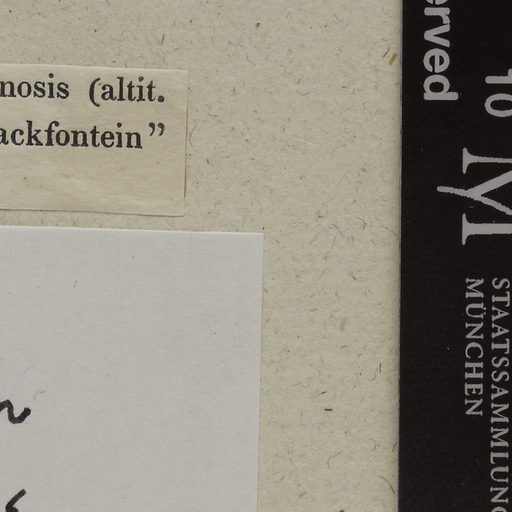 nosis (altit.
ackfontein”
erved
10
M
STAATSSAMMLUNG
MÜNCHEN